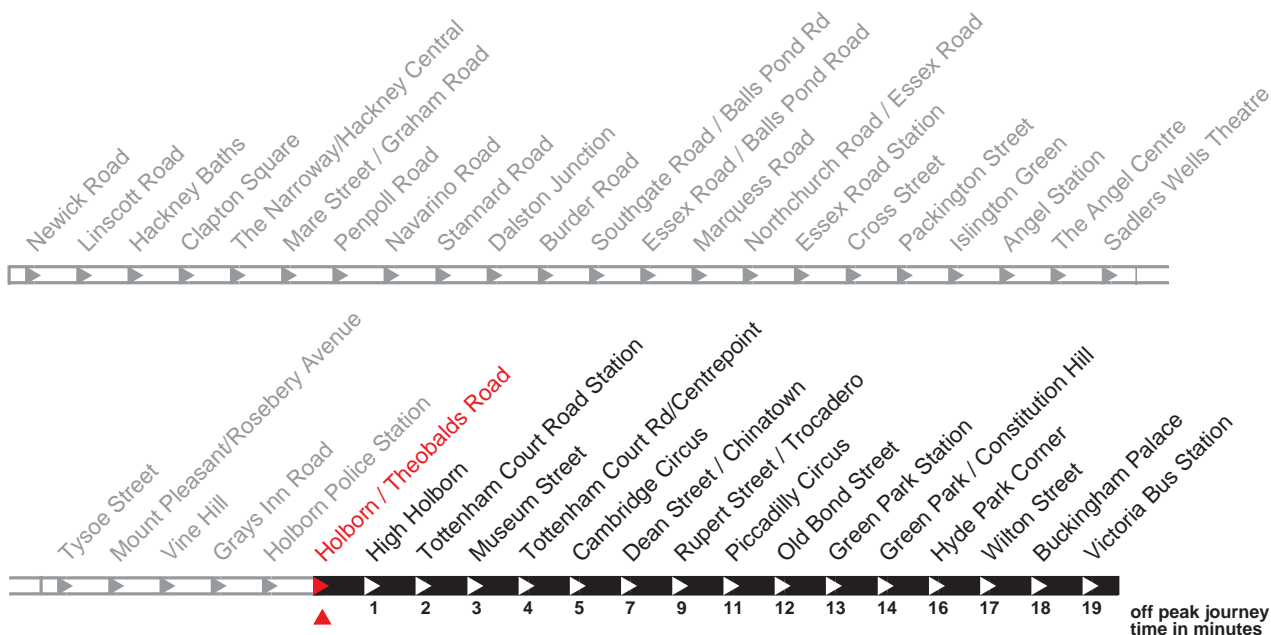 Newick Road
Linscott Road
Hackney Baths
Clapton Square
The Narroway/Hackney Central
Mare Street / Graham Road
Penpoll Road
Navarino Road
Stannard Road
Dalston Junction
Burder Road
Southgate Road / Balls Pond Rd
Essex Road / Balls Pond Road
Marquess Road
Northchurch Road / Essex Road
Essex Road Station
Cross Street
Packington Street
Islington Green
Angel Station
The Angel Centre
Sadlers Wells Theatre
Tysoe Street
Mount Pleasant/Rosebery Avenue
Vine Hill
Grays Inn Road
Holborn Police Station
Holborn / Theobalds Road
High Holborn
Tottenham Court Road Station
Museum Street
Tottenham Court Rd/Centrepoint
Cambridge Circus
Dean Street / Chinatown
Rupert Street / Trocadero
Piccadilly Circus
Old Bond Street
Green Park Station
Green Park / Constitution Hill
Hyde Park Corner
Wilton Street
Buckingham Palace
Victoria Bus Station
1 2 3 4 5 7 9 11 12 13 14 16 17 18 19
off peak journey
time in minutes